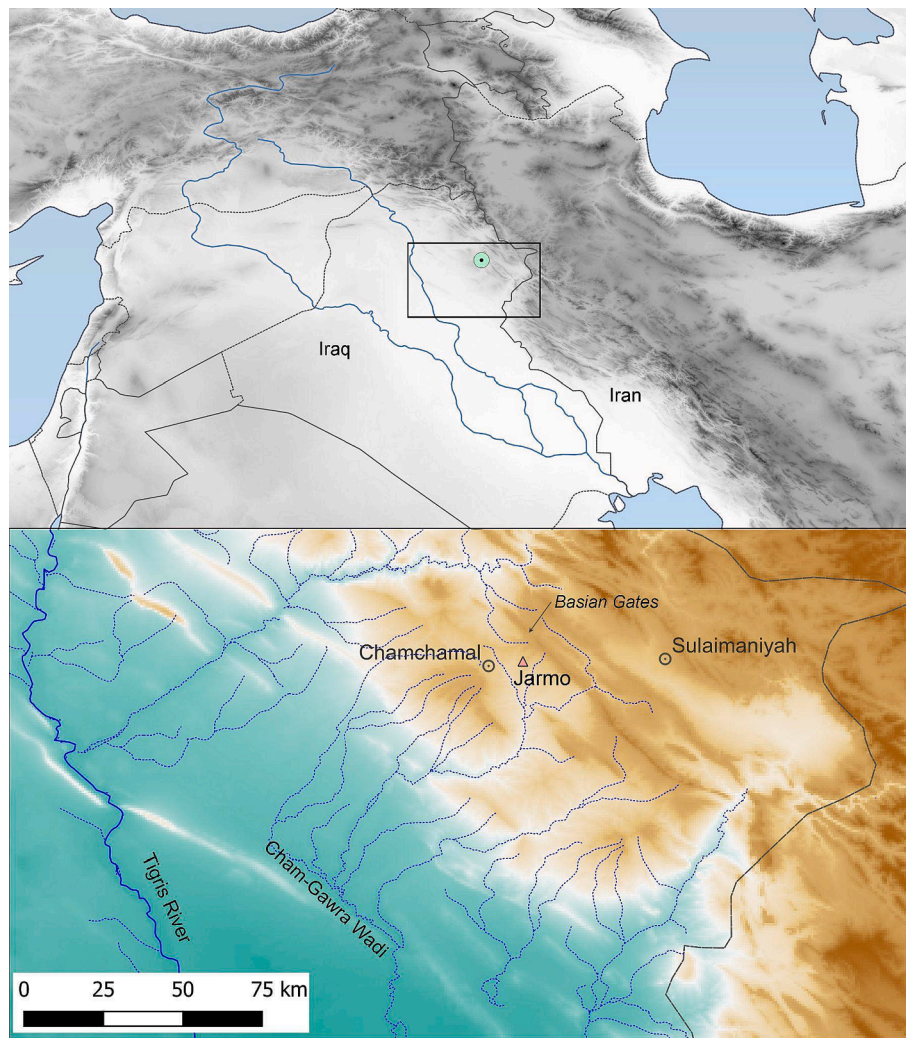 Iraq
Iran
Basian Gates
Chamchamal
Sulaimaniyah
Jarmo
Cham-Gawra Wadi
Tigris River
0 25 50 75 km